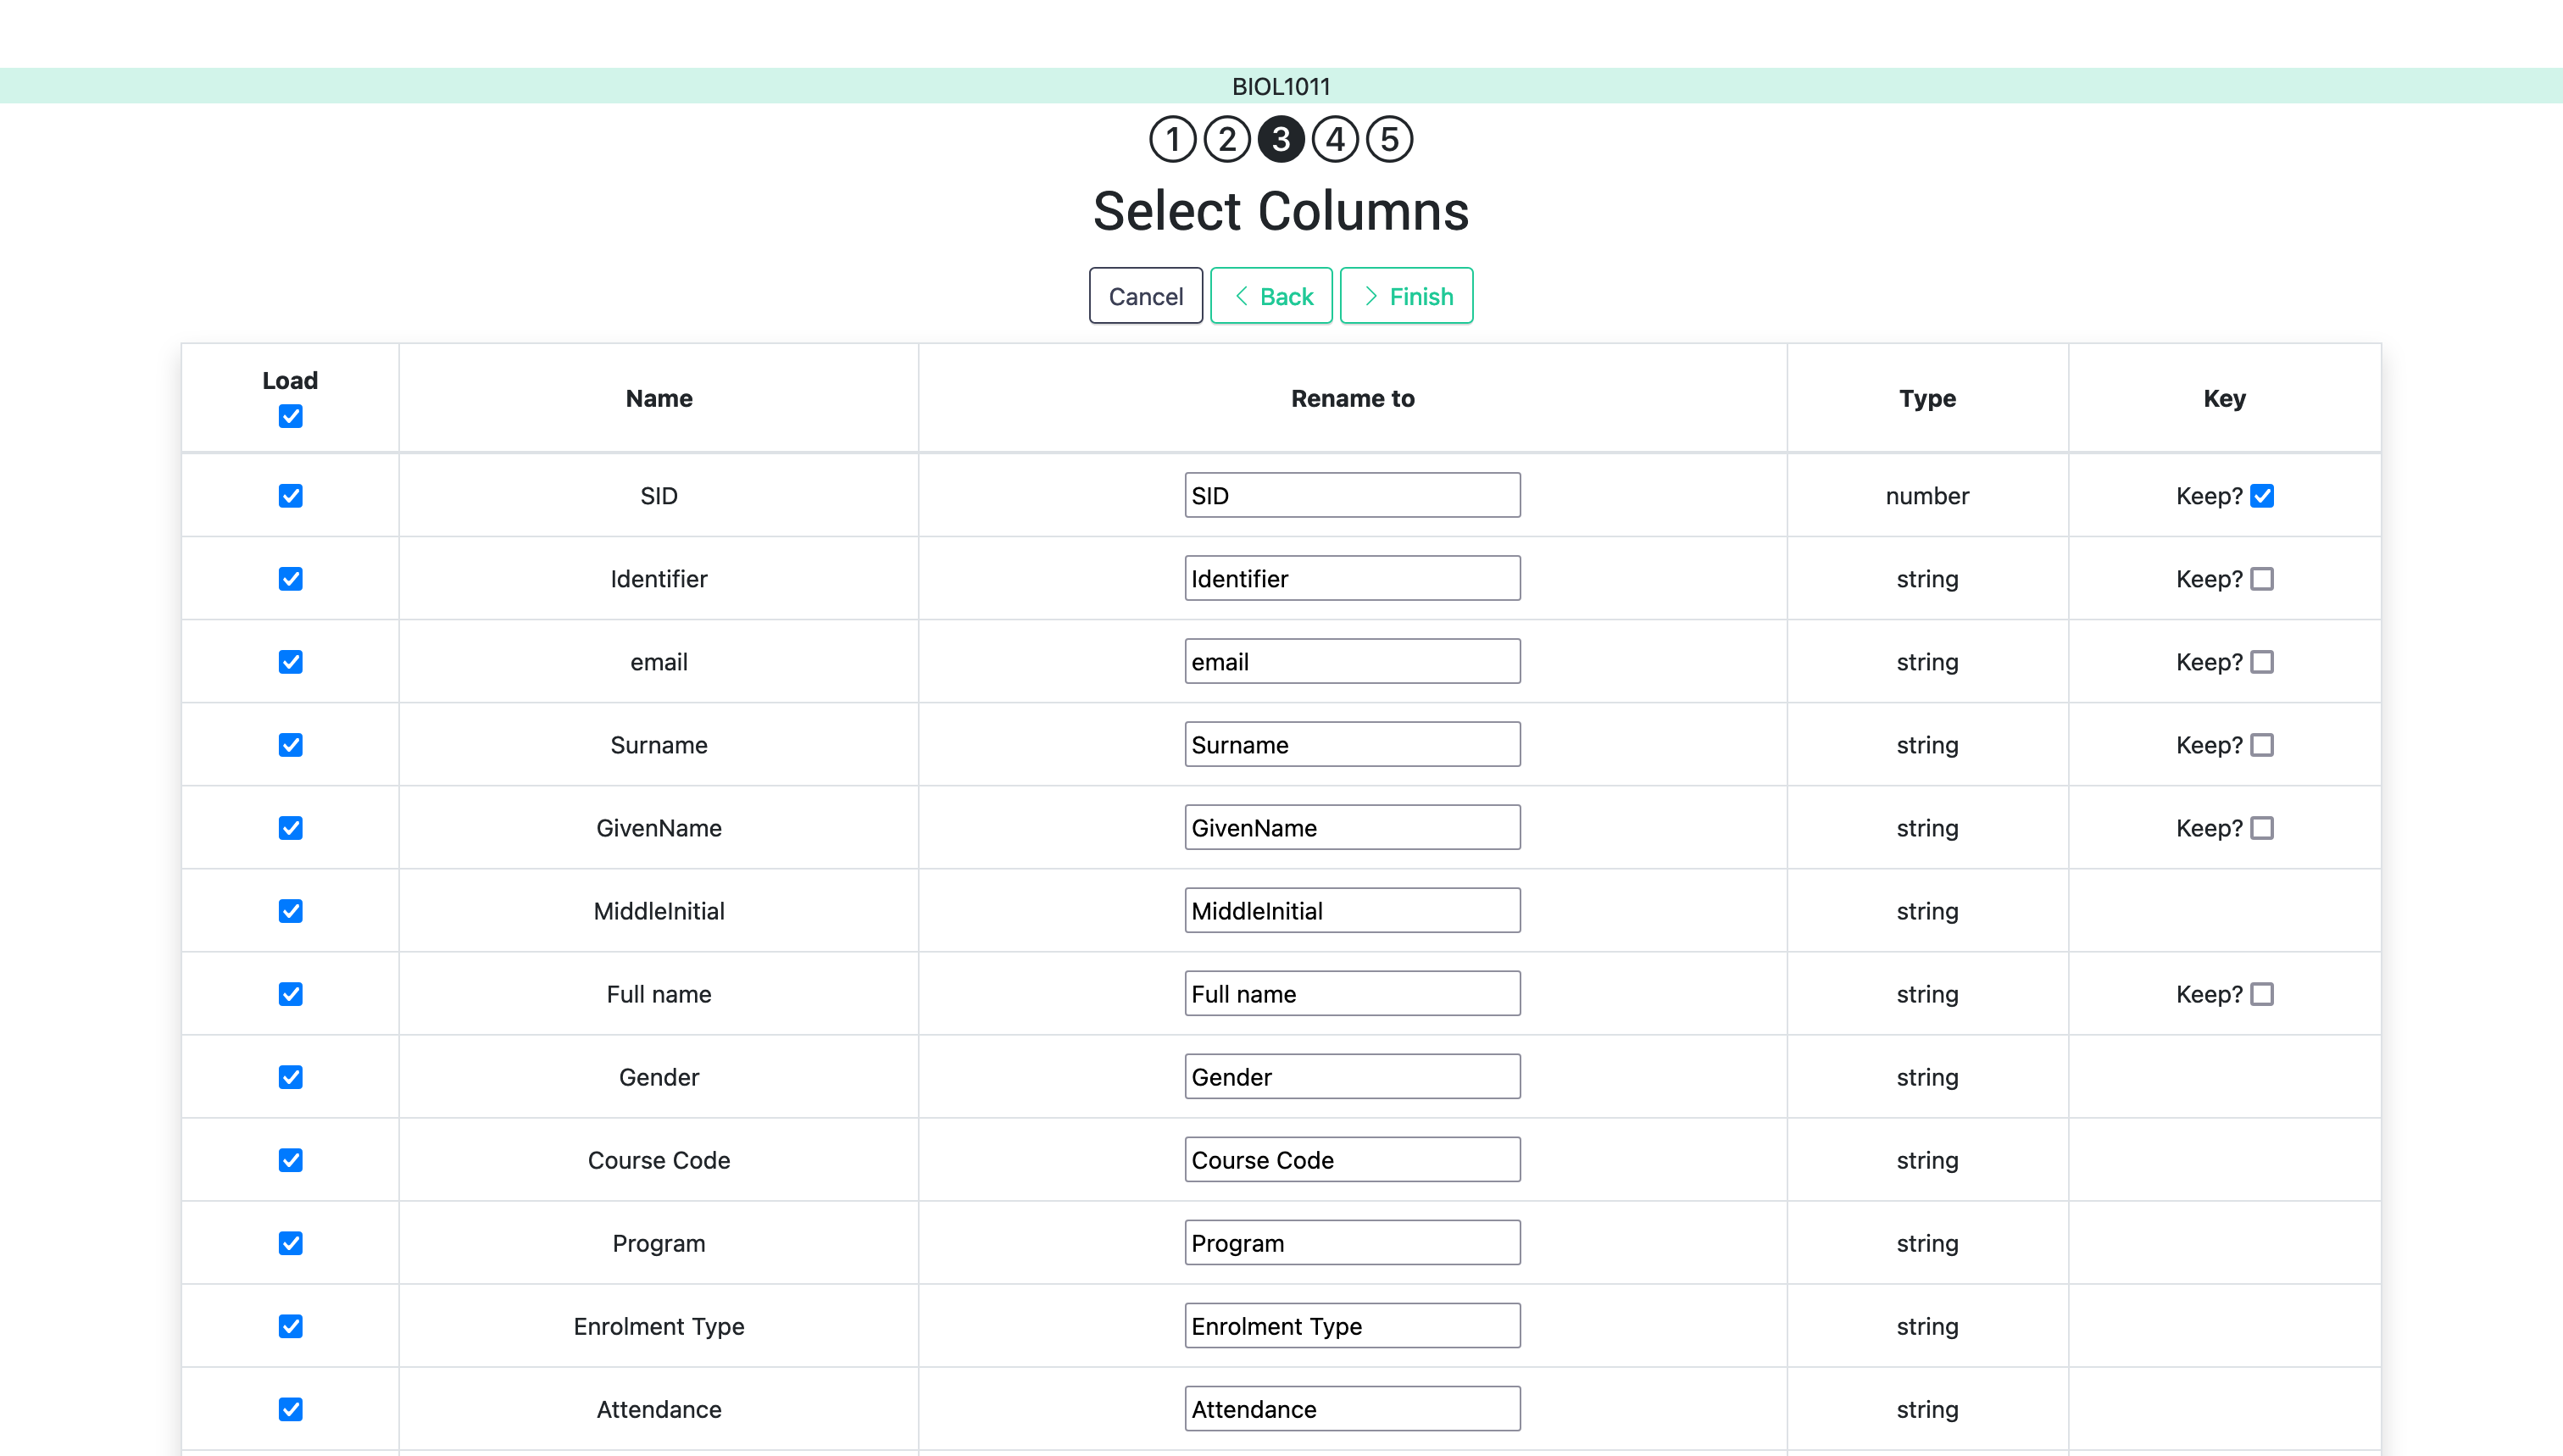 BIOL1011
1 2 3 4 5
Select Columns
Cancel Back Finish
Load Name Rename to Type Key
SID SID number Keep?
Identifier Identifier string Keep?
email email string Keep?
Surname Surname string Keep?
GivenName GivenName string Keep?
MiddleInitial MiddleInitial string
Full name Full name string Keep?
Gender Gender string
Course Code Course Code string
Program Program string
Enrolment Type Enrolment Type string
Attendance Attendance string